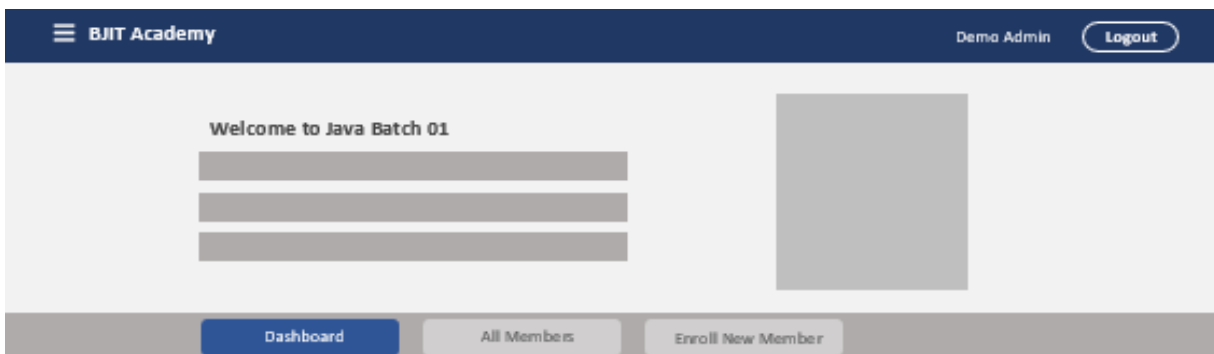 BJIT Academy
Demo Admin
Logout
Welcome to Java Batch 01
Dashboard
All Members
Enroll New Member